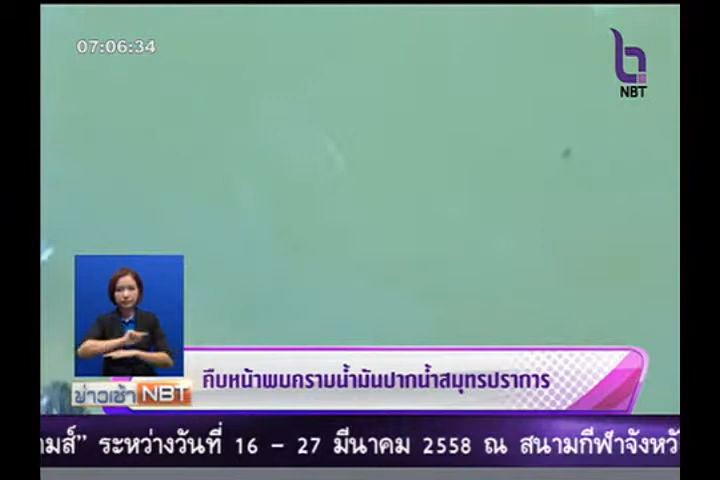 07:06:34
NBT
คืบหน้าพบคราบน้ำมันปากน้ำสมุทรปราการ
ข่าวเช้า NBT
ามส์” ระหว่างวันที่ 16 - 27 มีนาคม 2558 ณ สนามกีฬาจังหวั